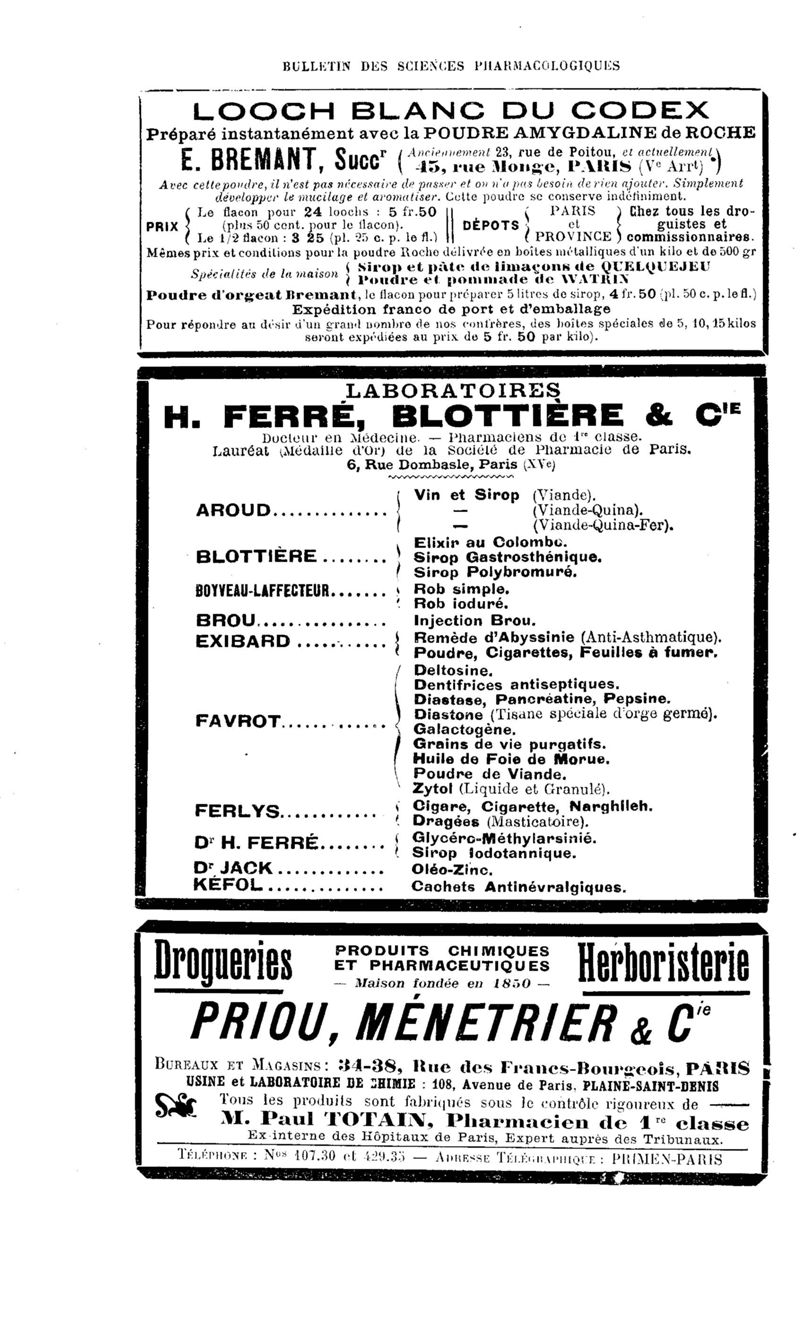 BULLETIN DES SCIENCES PHARMACOLOGIQUES
LOOCH BLANC DU CODEX
Préparé instantanément avec la POUDRE AMYGDALINE de ROCHE
E. BREMANT, Succr ( Anciennement 23, rue de Poitou, et actuellement
45, rue Monge, PARIS (Ve Arrt) )
Avec cette poudre, il n'est pas nécessaire de passer et on n'a pas besoin de rien ajouter. Simplement
développer le mucilage et aromatiser. Cette poudre se conserve indéfiniment.
PRIX { Le flacon pour 24 loochs : 5 fr. 50
(plus 50 cent. pour le flacon).
Le 1/2 flacon : 3 25 (pl. 25 c. p. le fl.)
DÉPOTS { PARIS et PROVINCE } Chez tous les dro-
guistes et
commissionnaires.
Mêmes prix et conditions pour la poudre Roche délivrée en boîtes métalliques d'un kilo et de 500 gr
Spécialités de la maison { Sirop et pâte de limaçons de QUELQUEJEU
Poudre et pommade de WATRIN
Poudre d'orgeat Bremant, le flacon pour préparer 5 litres de sirop, 4 fr. 50 (pl. 50 c. p. le fl.)
Expédition franco de port et d'emballage
Pour répondre au désir d'un grand nombre de nos confrères, des boîtes spéciales de 5, 10, 15 kilos
seront expédiées au prix de 5 fr. 50 par kilo).
LABORATOIRES
H. FERRÉ, BLOTTIÈRE & CIE
Docteur en Médecine. — Pharmaciens de 1re classe.
Lauréat (Médaille d'Or) de la Société de Pharmacie de Paris.
6, Rue Dombasle, Paris (XVe)
AROUD.............. { Vin et Sirop (Viande).
— (Viande-Quina).
— (Viande-Quina-Fer).
BLOTTIÈRE........ { Elixir au Colombo.
Sirop Gastrosthénique.
Sirop Polybromuré.
BOYVEAU-LAFFECTEUR....... { Rob simple.
Rob ioduré.
BROU................ Injection Brou.
EXIBARD ........... { Remède d'Abyssinie (Anti-Asthmatique).
Poudre, Cigarettes, Feuilles à fumer.
FAVROT............. { Deltosine.
Dentifrices antiseptiques.
Diastase, Pancréatine, Pepsine.
Diastone (Tisane spéciale d'orge germé).
Galactogène.
Grains de vie purgatifs.
Huile de Foie de Morue.
Poudre de Viande.
Zytol (Liquide et Granulé).
FERLYS............ { Cigare, Cigarette, Narghileh.
Dragées (Masticatoire).
Dr H. FERRÉ........ { Glycéro-Méthylarsinié.
Sirop Iodotannique.
Dr JACK ............. Oléo-Zinc.
KÉFOL............... Cachets Antinévralgiques.
Drogueries PRODUITS CHIMIQUES
ET PHARMACEUTIQUES Herboristerie
— Maison fondée en 1850 —
PRIOU, MÉNETRIER & Cie
BUREAUX ET MAGASINS : 34-38, Rue des Francs-Bourgeois, PARIS
USINE et LABORATOIRE DE CHIMIE : 108, Avenue de Paris. PLAINE-SAINT-DENIS
Tous les produits sont fabriqués sous le contrôle rigoureux de —
M. Paul TOTAIN, Pharmacien de 1re classe
Ex-interne des Hôpitaux de Paris, Expert auprès des Tribunaux.
TÉLÉPHONE : Nos 107.30 et 429.35 — ADRESSE TÉLÉGRAPHIQUE : PRIMEN-PARIS